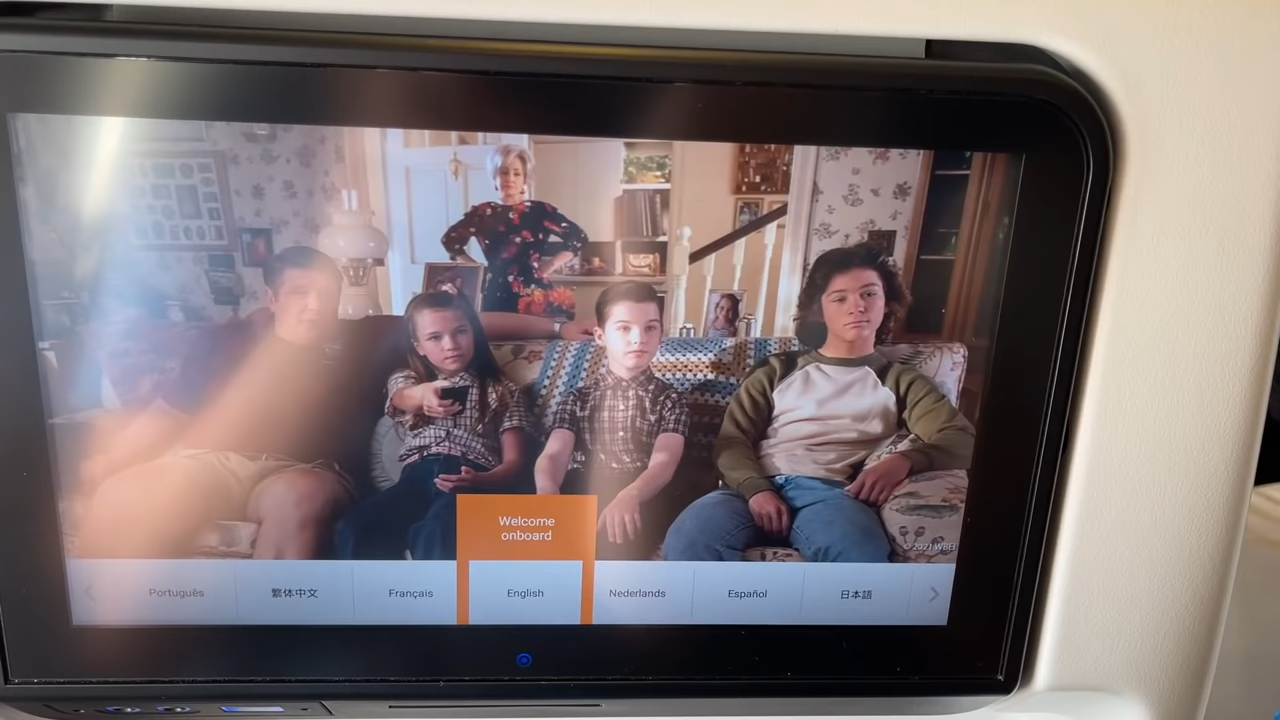 Welcome
onboard
Português
繁体中文
Français
English
Nederlands
Español
日本語
© 2021 WBEI